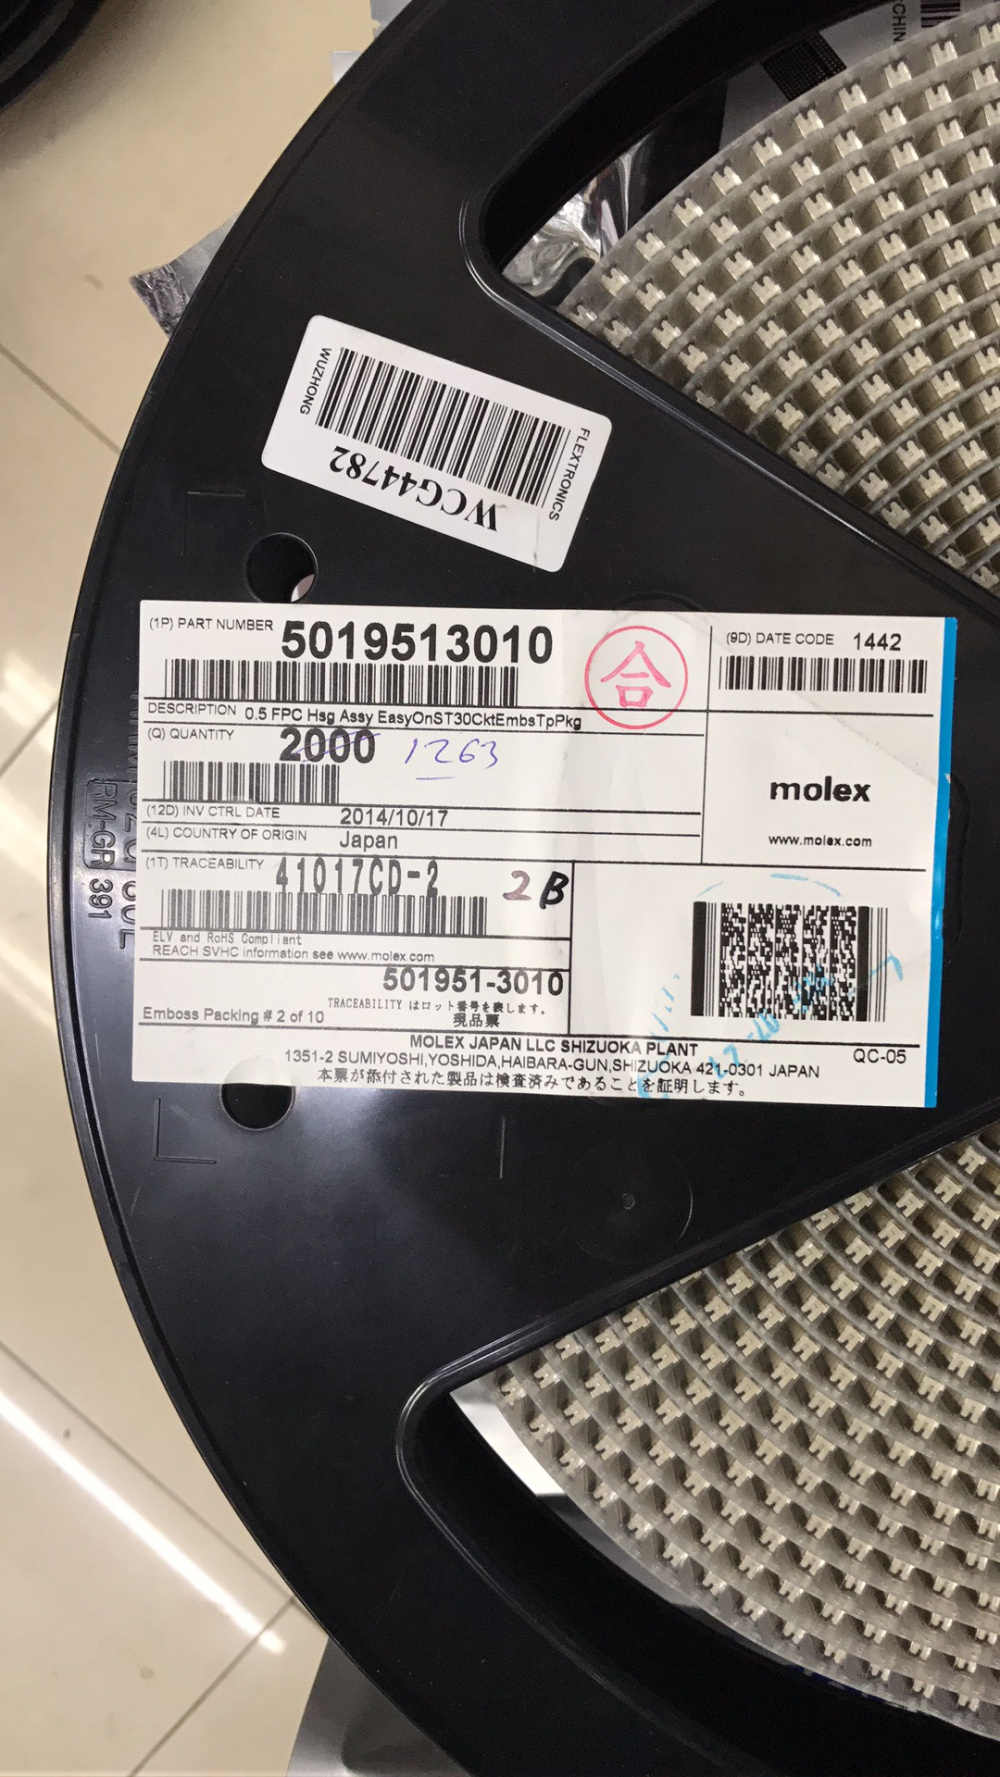 CHIN
WUZHONG
FLEXTRONICS
WCG44782
(1P) PART NUMBER 5019513010
合
(9D) DATE CODE 1442
DESCRIPTION 0.5 FPC Hsg Assy EasyOnST30CktEmbsTpPkg
(Q) QUANTITY 2000 1263
molex
www.molex.com
(12D) INV CTRL DATE 2014/10/17
(4L) COUNTRY OF ORIGIN Japan
(1T) TRACEABILITY 41017CD-2 2B
ELV and RoHS Compliant
REACH SVHC information see www.molex.com
501951-3010
TRACEABILITY はロット番号を表します。
Emboss Packing # 2 of 10 現品票
MOLEX JAPAN LLC SHIZUOKA PLANT QC-05
1351-2 SUMIYOSHI,YOSHIDA,HAIBARA-GUN,SHIZUOKA 421-0301 JAPAN
本票が添付された製品は検査済みであることを証明します。
RM-GR 391